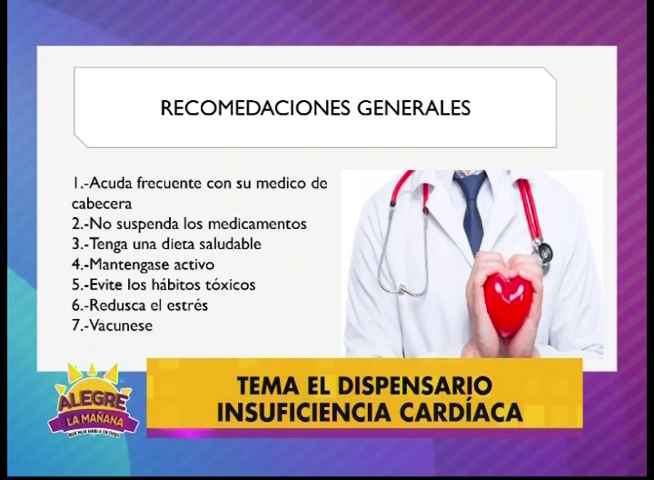 RECOMEDACIONES GENERALES
1.-Acuda frecuente con su medico de
cabecera
2.-No suspenda los medicamentos
3.-Tenga una dieta saludable
4.-Mantengase activo
5.-Evite los hábitos tóxicos
6.-Redusca el estrés
7.-Vacunese
ALEGRE
LA MAÑANA
TEMA EL DISPENSARIO
INSUFICIENCIA CARDÍACA